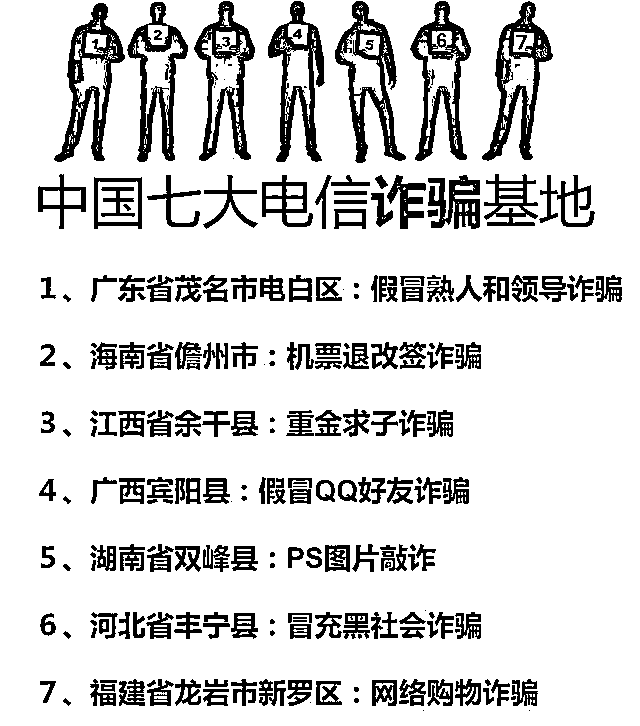 1 2 3 4 5 6 7
中国七大电信诈骗基地
1、广东省茂名市电白区：假冒熟人和领导诈骗
2、海南省儋州市：机票退改签诈骗
3、江西省余干县：重金求子诈骗
4、广西宾阳县：假冒QQ好友诈骗
5、湖南省双峰县：PS图片敲诈
6、河北省丰宁县：冒充黑社会诈骗
7、福建省龙岩市新罗区：网络购物诈骗